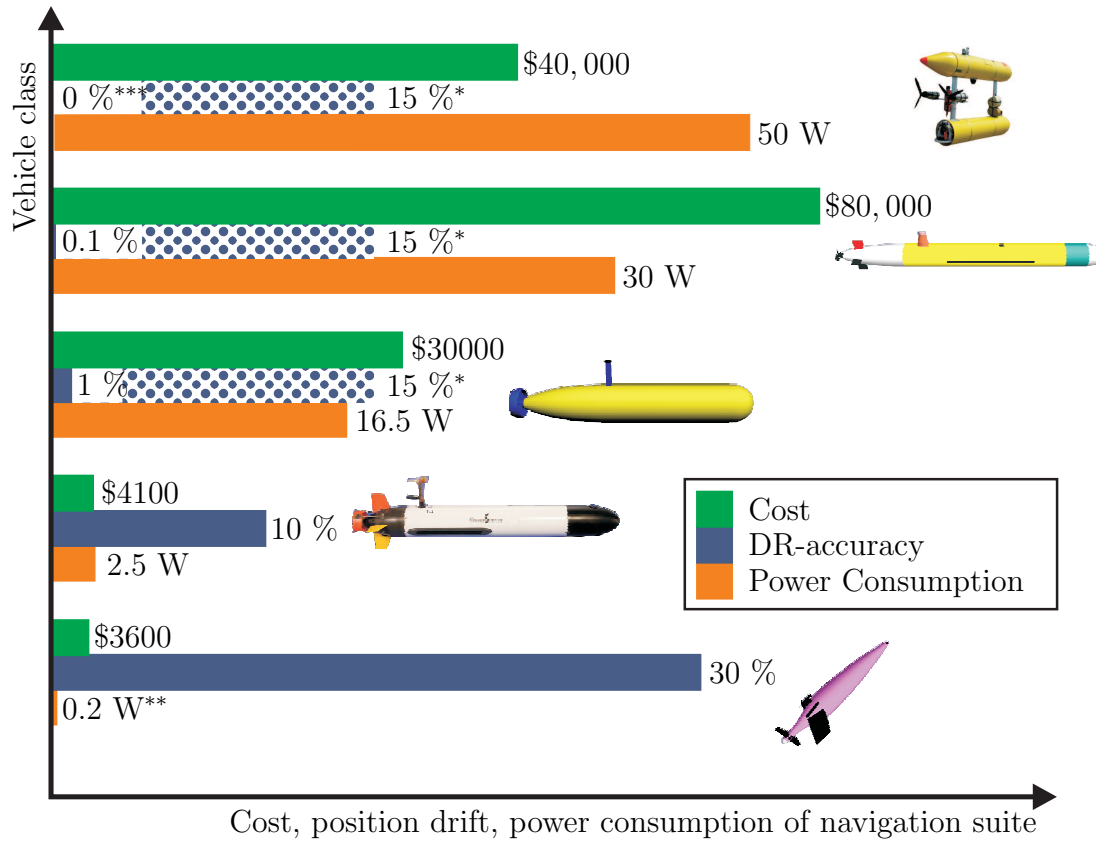 Vehicle class
$40,000
0 %*** 15 %*
50 W
$80,000
0.1 % 15 %*
30 W
$30000
1 % 15 %*
16.5 W
$4100
10 %
2.5 W
Cost
DR-accuracy
Power Consumption
$3600
30 %
0.2 W**
Cost, position drift, power consumption of navigation suite